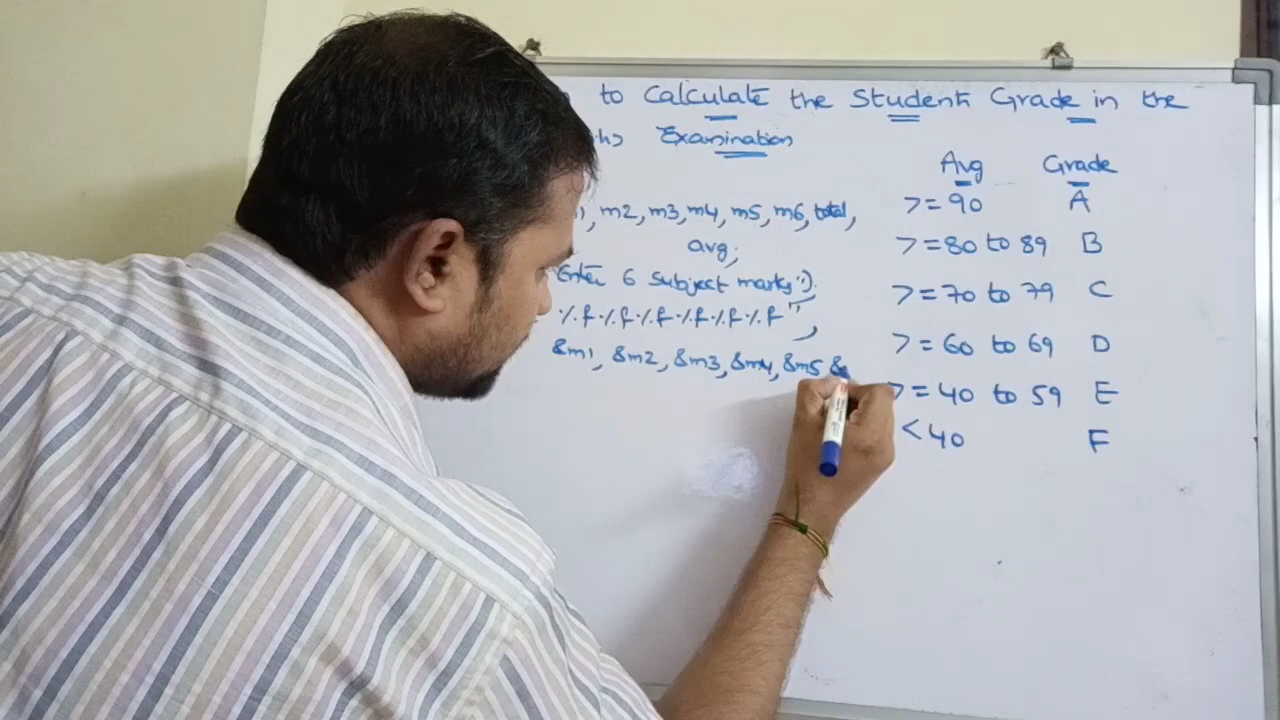 to Calculate the Student Grade in the
Examination
Avg Grade
>=90 A
m2, m3, m4, m5, m6, total,
avg;
>=80 to 89 B
Enter 6 Subject marks");
>=70 to 79 C
%f%f%f%f%f%f",
>=60 to 69 D
&m1, &m2, &m3, &m4, &m5 &
>=40 to 59 E
<40 F